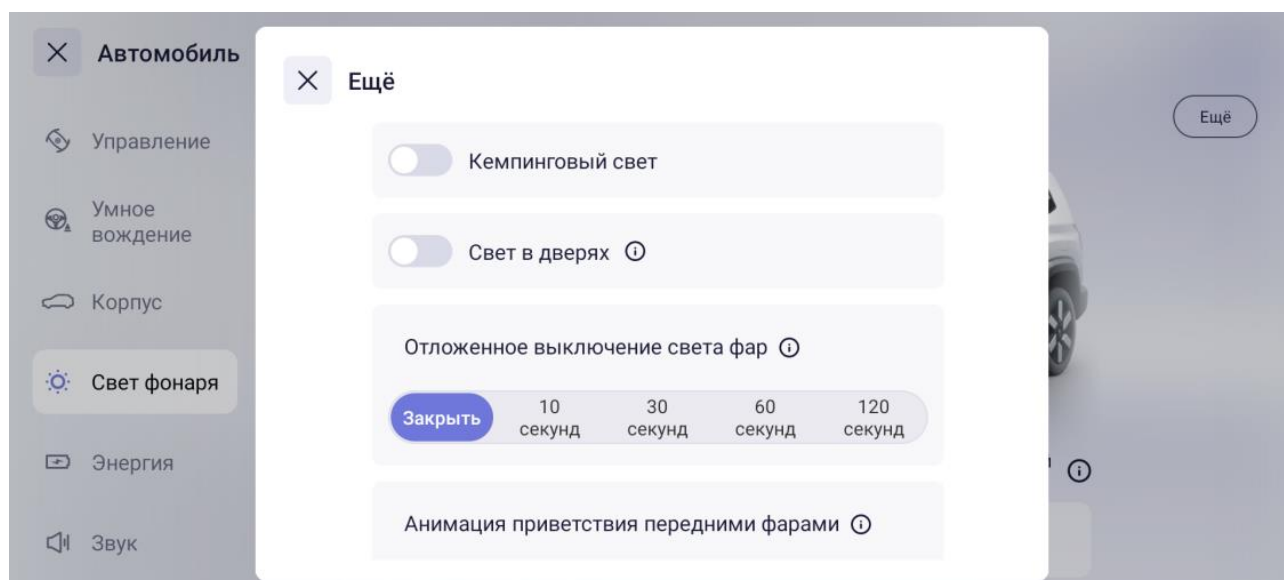 Автомобиль
Управление
Умное
вождение
Корпус
Свет фонаря
Энергия
Звук
Ещё
Кемпинговый свет
Свет в дверях
Отложенное выключение света фар
Закрыть
10
секунд
30
секунд
60
секунд
120
секунд
Анимация приветствия передними фарами
Ещё